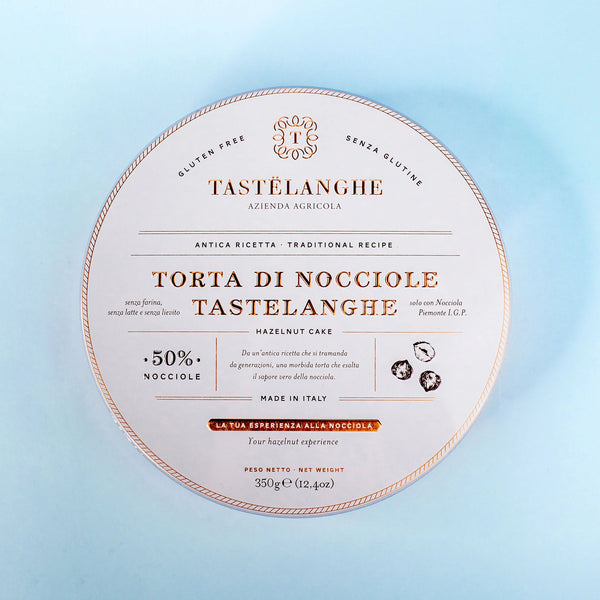 GLUTEN FREE
SENZA GLUTINE
T
TASTËLANGHE
AZIENDA AGRICOLA
ANTICA RICETTA · TRADITIONAL RECIPE
TORTA DI NOCCIOLE
TASTELANGHE
senza farina,
senza latte e senza lievito
solo con Nocciola
Piemonte I.G.P.
HAZELNUT CAKE
· 50% ·
NOCCIOLE
Da un'antica ricetta che si tramanda
da generazioni, una morbida torta che esalta
il sapore vero della nocciola.
MADE IN ITALY
LA TUA ESPERIENZA ALLA NOCCIOLA
Your hazelnut experience
PESO NETTO · NET WEIGHT
350g ℮ (12,4oz)